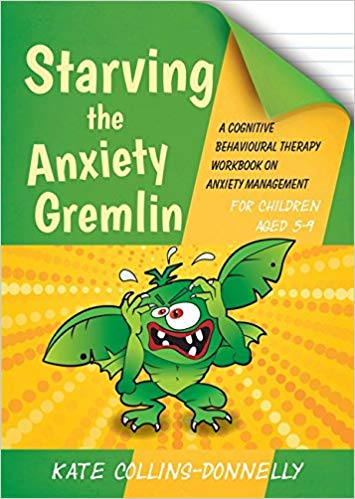 Starving
the
Anxiety
Gremlin
A COGNITIVE
BEHAVIOURAL THERAPY
WORKBOOK ON
ANXIETY MANAGEMENT
FOR CHILDREN
AGED 5-9
KATE COLLINS-DONNELLY